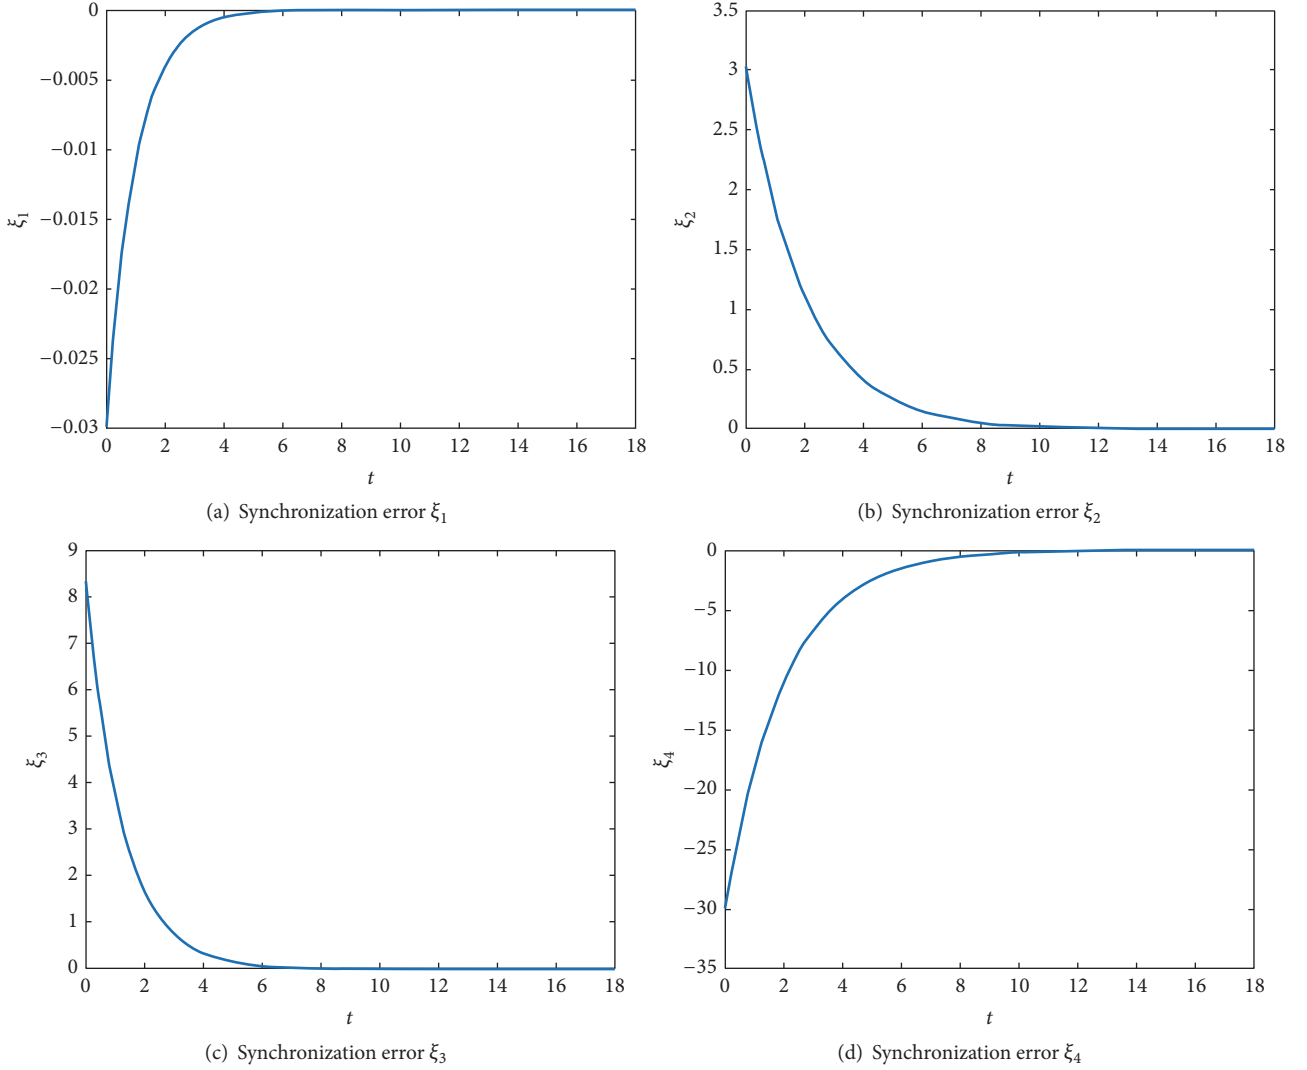 0
−0.005
−0.01
−0.015
−0.02
−0.025
−0.03
ξ1
0 2 4 6 8 10 12 14 16 18
t
(a) Synchronization error ξ1
3.5
3
2.5
2
1.5
1
0.5
0
ξ2
0 2 4 6 8 10 12 14 16 18
t
(b) Synchronization error ξ2
9
8
7
6
5
4
3
2
1
0
ξ3
0 2 4 6 8 10 12 14 16 18
t
(c) Synchronization error ξ3
0
−5
−10
−15
−20
−25
−30
−35
ξ4
0 2 4 6 8 10 12 14 16 18
t
(d) Synchronization error ξ4